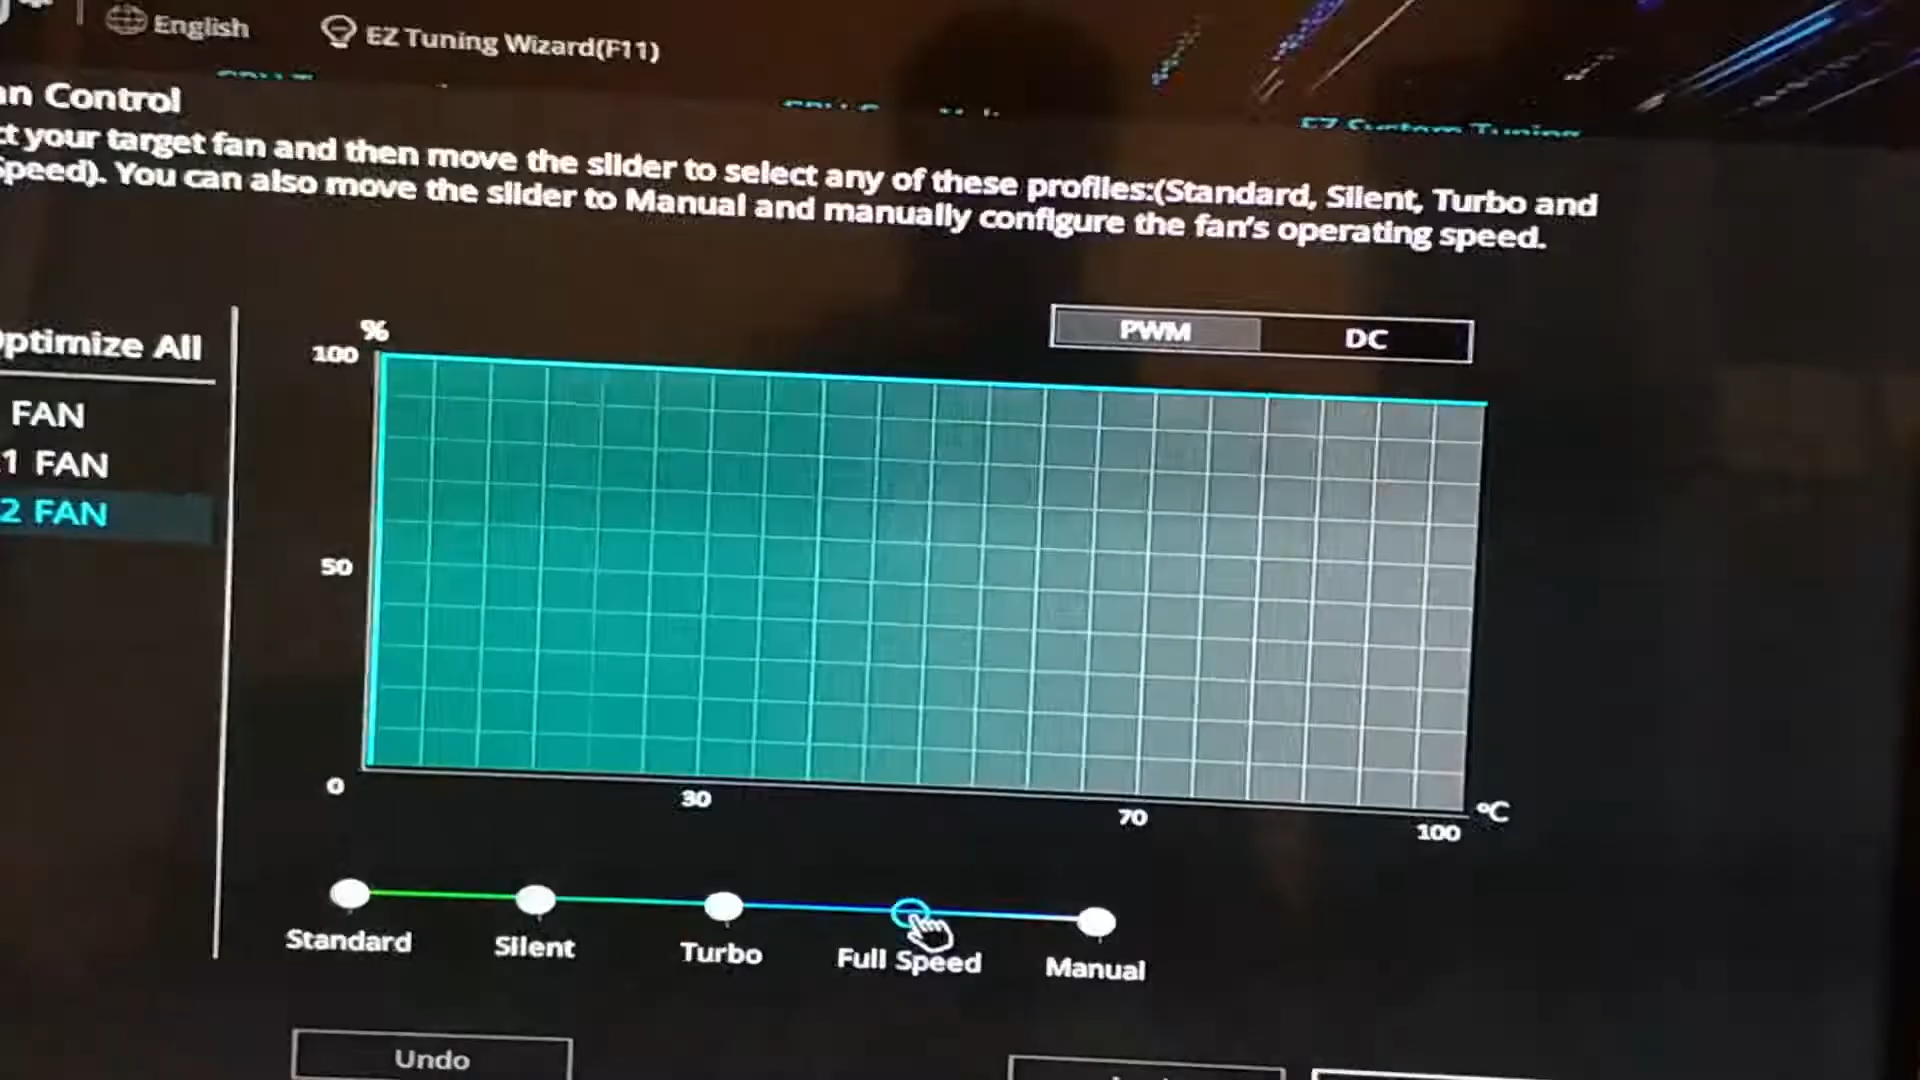 English
EZ Tuning Wizard(F11)
an Control
ct your target fan and then move the slider to select any of these profiles:(Standard, Silent, Turbo and
Speed). You can also move the slider to Manual and manually configure the fan's operating speed.
Optimize All
FAN
1 FAN
2 FAN
%
PWM
DC
100
50
0
30
70
100
°C
Standard
Silent
Turbo
Full Speed
Manual
Undo